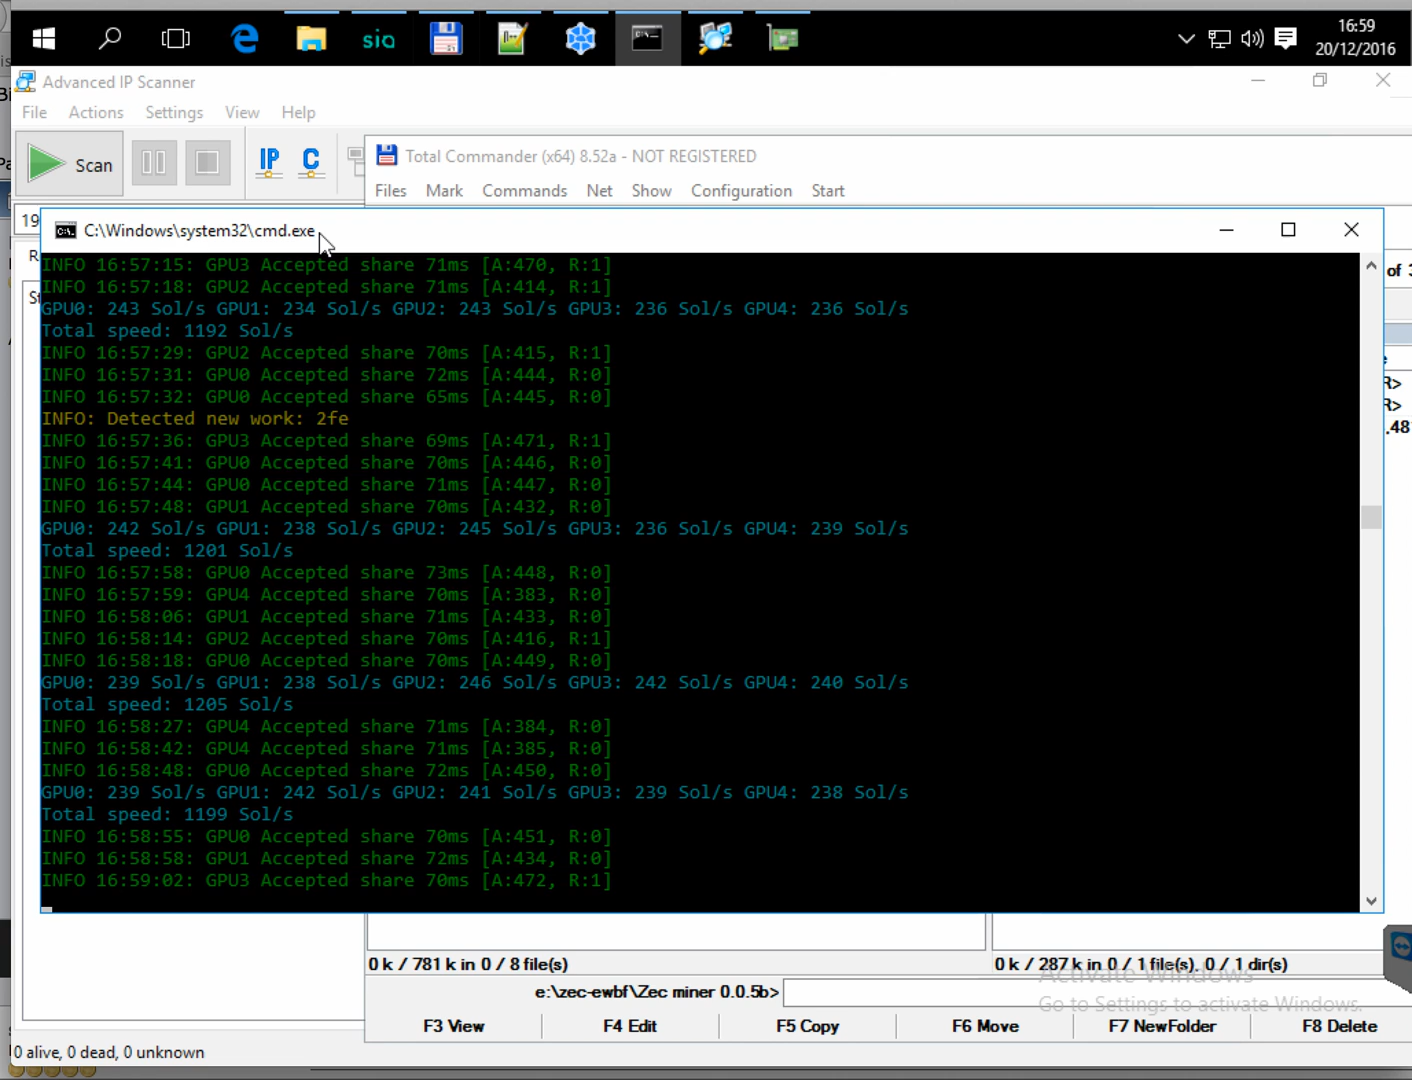 sia
16:59
20/12/2016
Advanced IP Scanner
File Actions Settings View Help
Scan
IP
C
Total Commander (x64) 8.52a - NOT REGISTERED
Files Mark Commands Net Show Configuration Start
19
C:\Windows\system32\cmd.exe
INFO 16:57:15: GPU3 Accepted share 71ms [A:470, R:1]
INFO 16:57:18: GPU2 Accepted share 71ms [A:414, R:1]
GPU0: 243 Sol/s GPU1: 234 Sol/s GPU2: 243 Sol/s GPU3: 236 Sol/s GPU4: 236 Sol/s
Total speed: 1192 Sol/s
INFO 16:57:29: GPU2 Accepted share 70ms [A:415, R:1]
INFO 16:57:31: GPU0 Accepted share 72ms [A:444, R:0]
INFO 16:57:32: GPU0 Accepted share 65ms [A:445, R:0]
INFO: Detected new work: 2fe
INFO 16:57:36: GPU3 Accepted share 69ms [A:471, R:1]
INFO 16:57:41: GPU0 Accepted share 70ms [A:446, R:0]
INFO 16:57:44: GPU0 Accepted share 71ms [A:447, R:0]
INFO 16:57:48: GPU1 Accepted share 70ms [A:432, R:0]
GPU0: 242 Sol/s GPU1: 238 Sol/s GPU2: 245 Sol/s GPU3: 236 Sol/s GPU4: 239 Sol/s
Total speed: 1201 Sol/s
INFO 16:57:58: GPU0 Accepted share 73ms [A:448, R:0]
INFO 16:57:59: GPU4 Accepted share 70ms [A:383, R:0]
INFO 16:58:06: GPU1 Accepted share 71ms [A:433, R:0]
INFO 16:58:14: GPU2 Accepted share 70ms [A:416, R:1]
INFO 16:58:18: GPU0 Accepted share 70ms [A:449, R:0]
GPU0: 239 Sol/s GPU1: 238 Sol/s GPU2: 246 Sol/s GPU3: 242 Sol/s GPU4: 240 Sol/s
Total speed: 1205 Sol/s
INFO 16:58:27: GPU4 Accepted share 71ms [A:384, R:0]
INFO 16:58:42: GPU4 Accepted share 71ms [A:385, R:0]
INFO 16:58:48: GPU0 Accepted share 72ms [A:450, R:0]
GPU0: 239 Sol/s GPU1: 242 Sol/s GPU2: 241 Sol/s GPU3: 239 Sol/s GPU4: 238 Sol/s
Total speed: 1199 Sol/s
INFO 16:58:55: GPU0 Accepted share 70ms [A:451, R:0]
INFO 16:58:58: GPU1 Accepted share 72ms [A:434, R:0]
INFO 16:59:02: GPU3 Accepted share 70ms [A:472, R:1]
of
R>
R>
.48
0 k / 781 k in 0 / 8 file(s)
0 k / 287 k in 0 / 1 file(s), 0 / 1 dir(s)
Activate Windows
Go to Settings to activate Windows.
e:\zec-ewbf\Zec miner 0.0.5b>
F3 View F4 Edit F5 Copy F6 Move F7 NewFolder F8 Delete
0 alive, 0 dead, 0 unknown